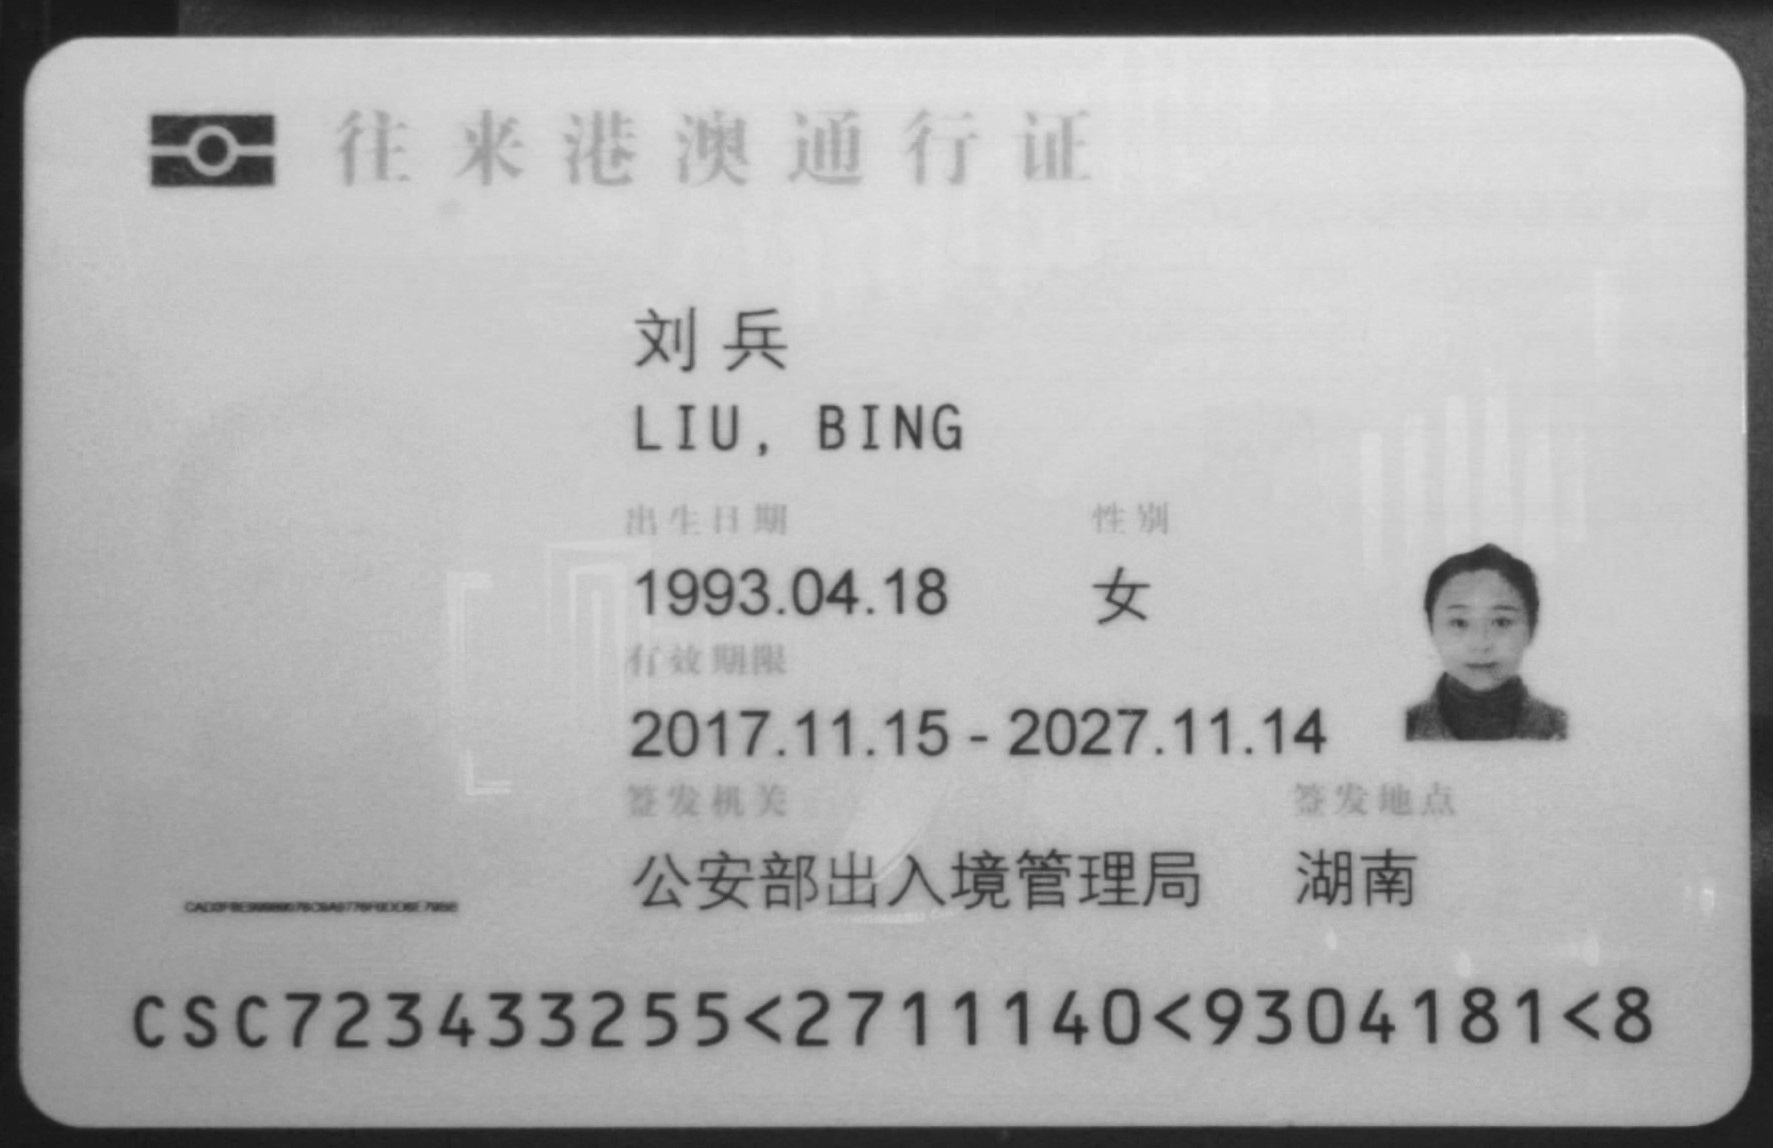 往来港澳通行证
刘兵
LIU, BING
出生日期 性别
1993.04.18 女
有效期限
2017.11.15 - 2027.11.14
签发机关 签发地点
公安部出入境管理局 湖南
CSC723433255<2711140<9304181<8